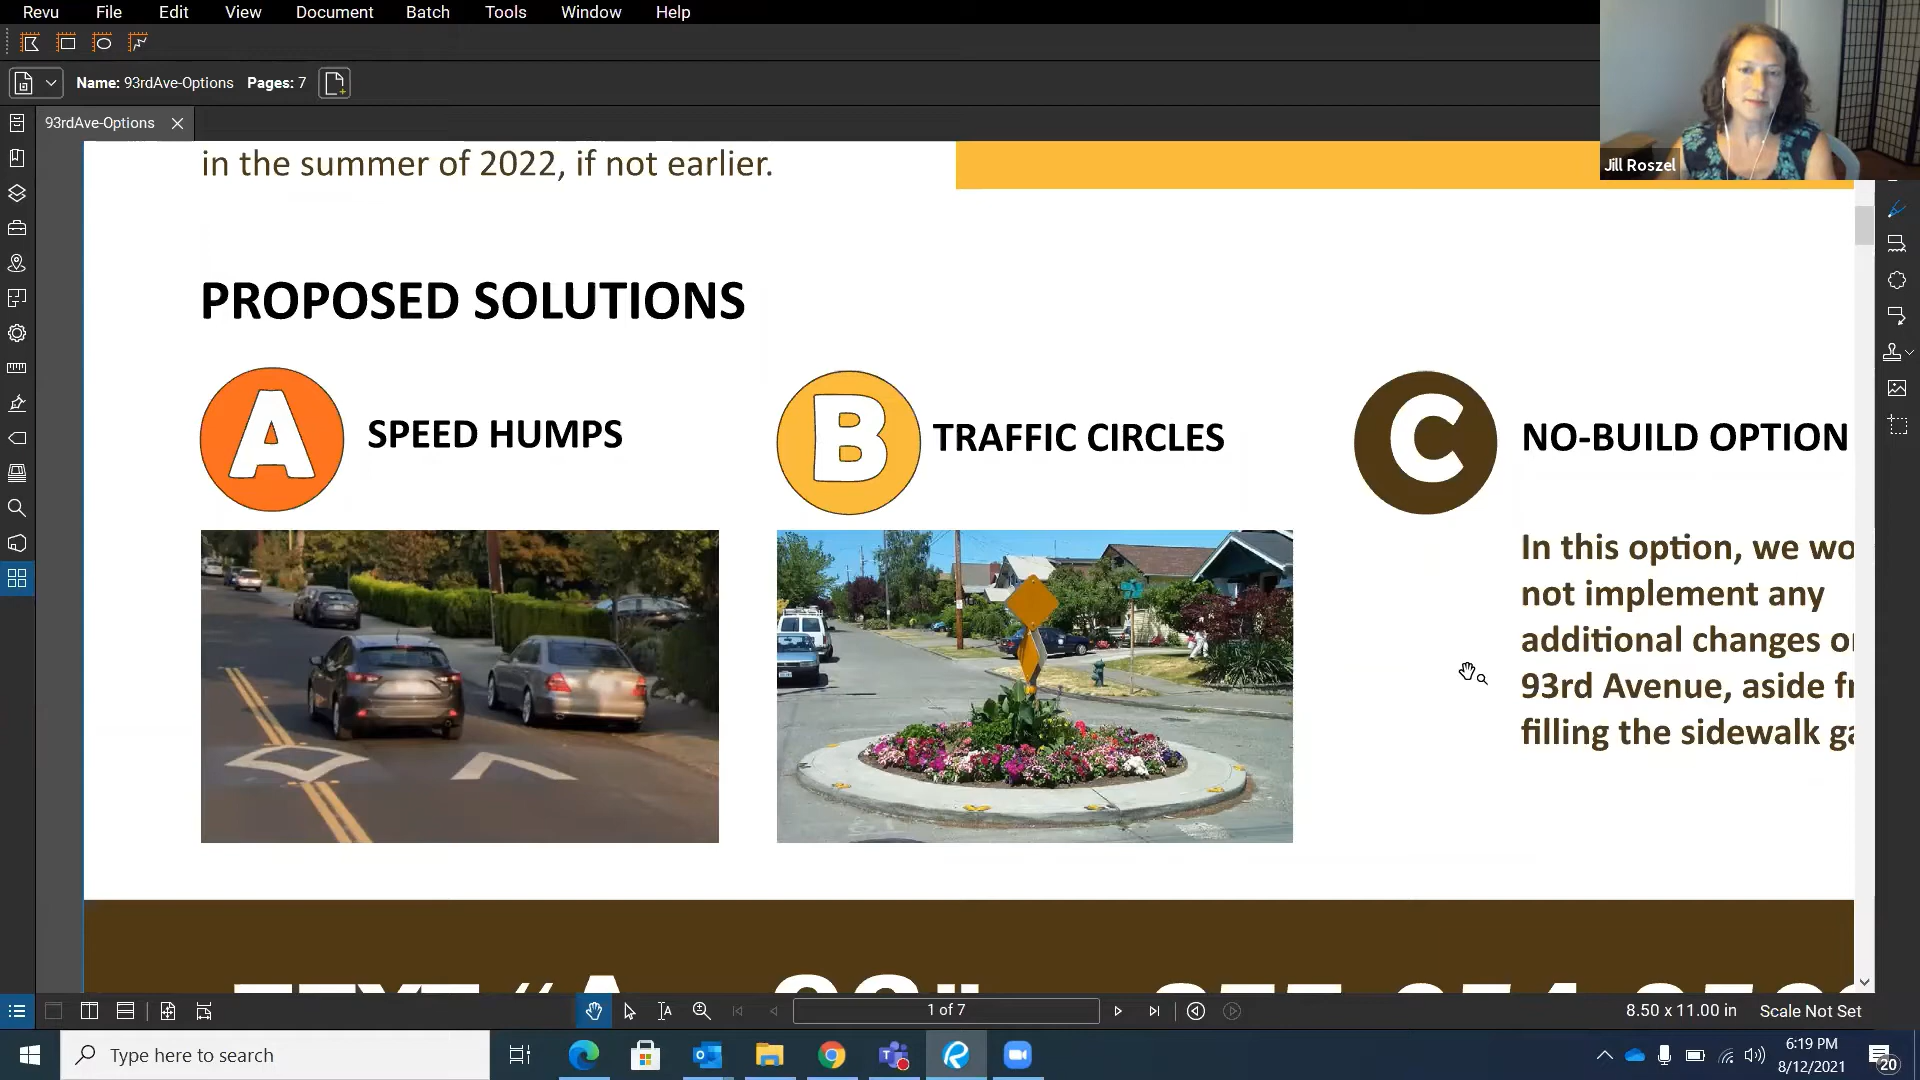 Revu File Edit View Document Batch Tools Window Help
Name: 93rdAve-Options Pages: 7
93rdAve-Options
Jill Roszel
in the summer of 2022, if not earlier.
PROPOSED SOLUTIONS
A SPEED HUMPS
B TRAFFIC CIRCLES
C NO-BUILD OPTION
In this option, we wo
not implement any
additional changes o
93rd Avenue, aside fr
filling the sidewalk ga
1 of 7
8.50 x 11.00 in Scale Not Set
Type here to search
6:19 PM
8/12/2021
20